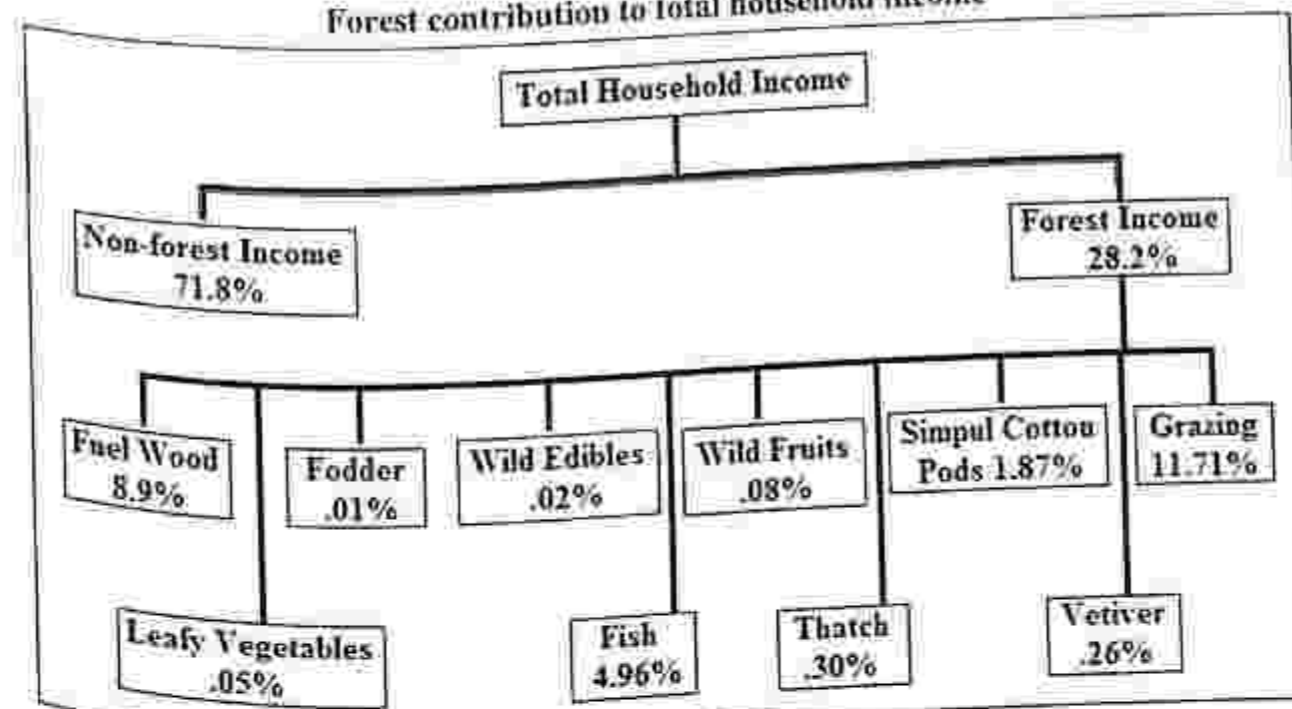 Forest contribution to Total household income
Total Household Income
Non-forest Income
71.8%
Forest Income
28.2%
Fuel Wood
8.9%
Fodder
.01%
Wild Edibles
.02%
Wild Fruits
.08%
Simpul Cotton
Pods 1.87%
Grazing
11.71%
Leafy Vegetables
.05%
Fish
4.96%
Thatch
.30%
Vetiver
.26%